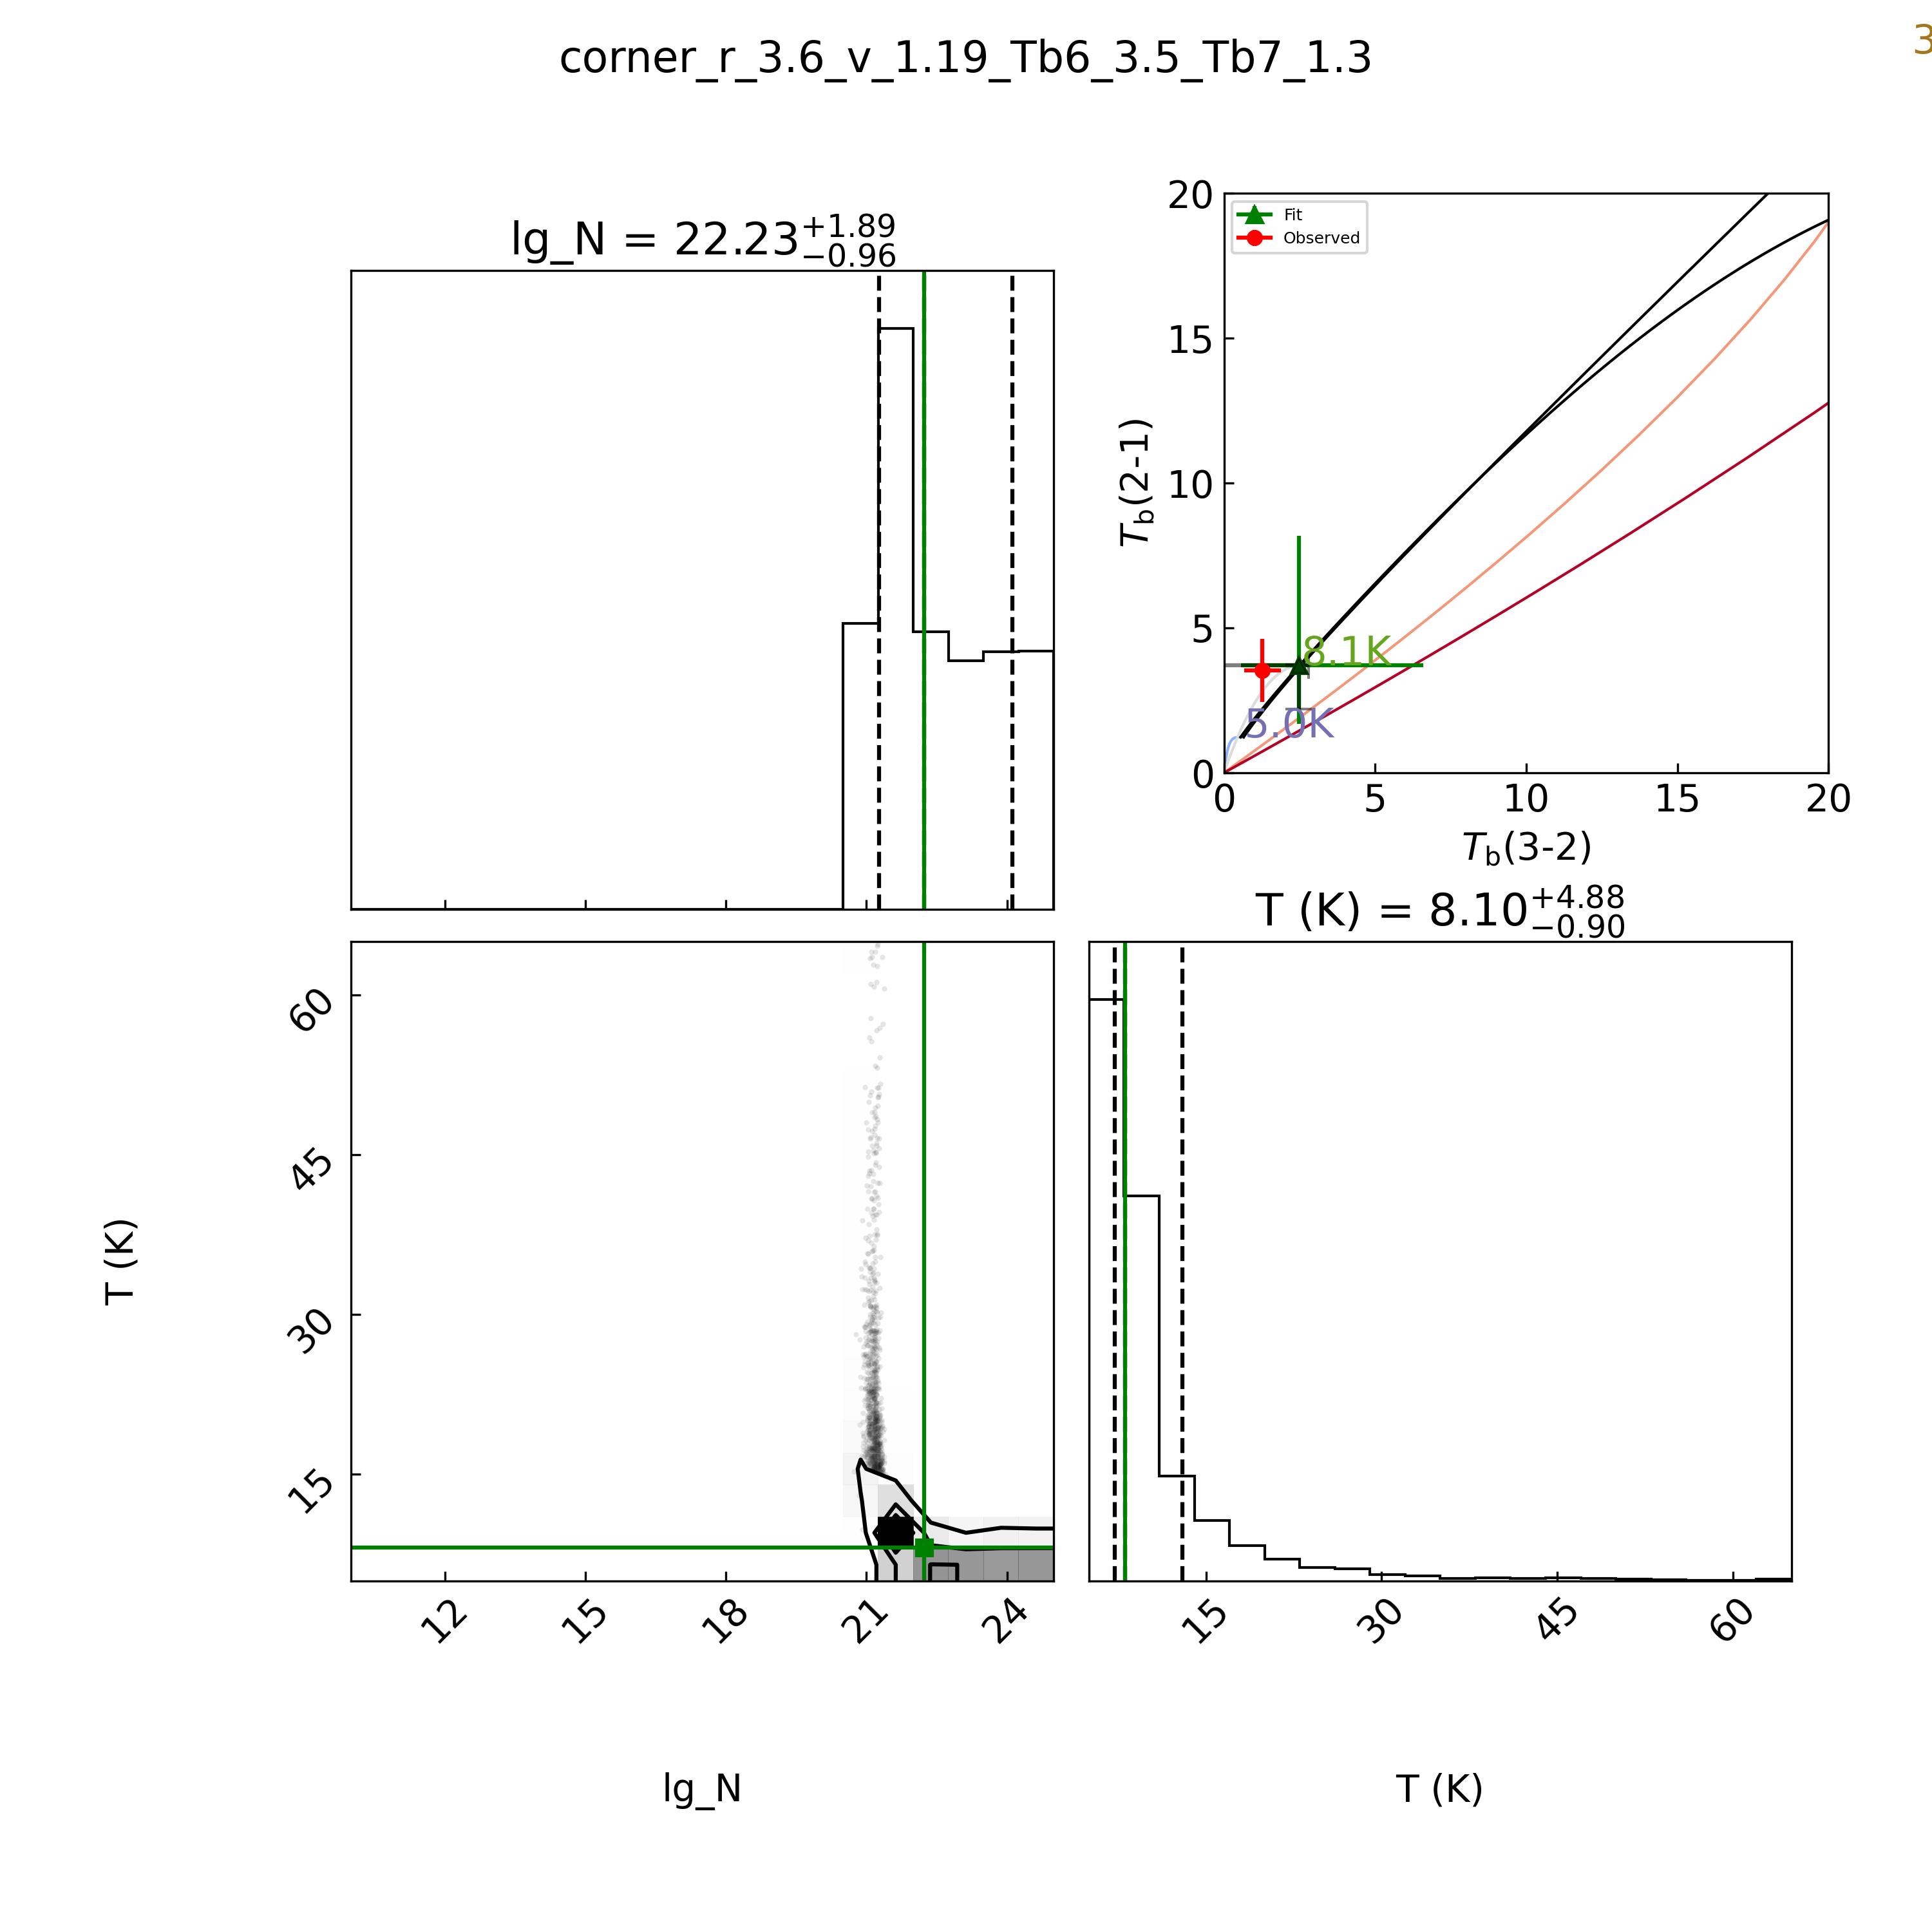 corner_r_3.6_v_1.19_Tb6_3.5_Tb7_1.3
3
lg_N = 22.23+1.89−0.96
20
15
10
5
0
Tb(2-1)
Fit
Observed
8.1K
5.0K
0 5 10 15 20
Tb(3-2)
T (K) = 8.10+4.88−0.90
60
45
30
15
T (K)
12 15 18 21 24
15 30 45 60
lg_N
T (K)